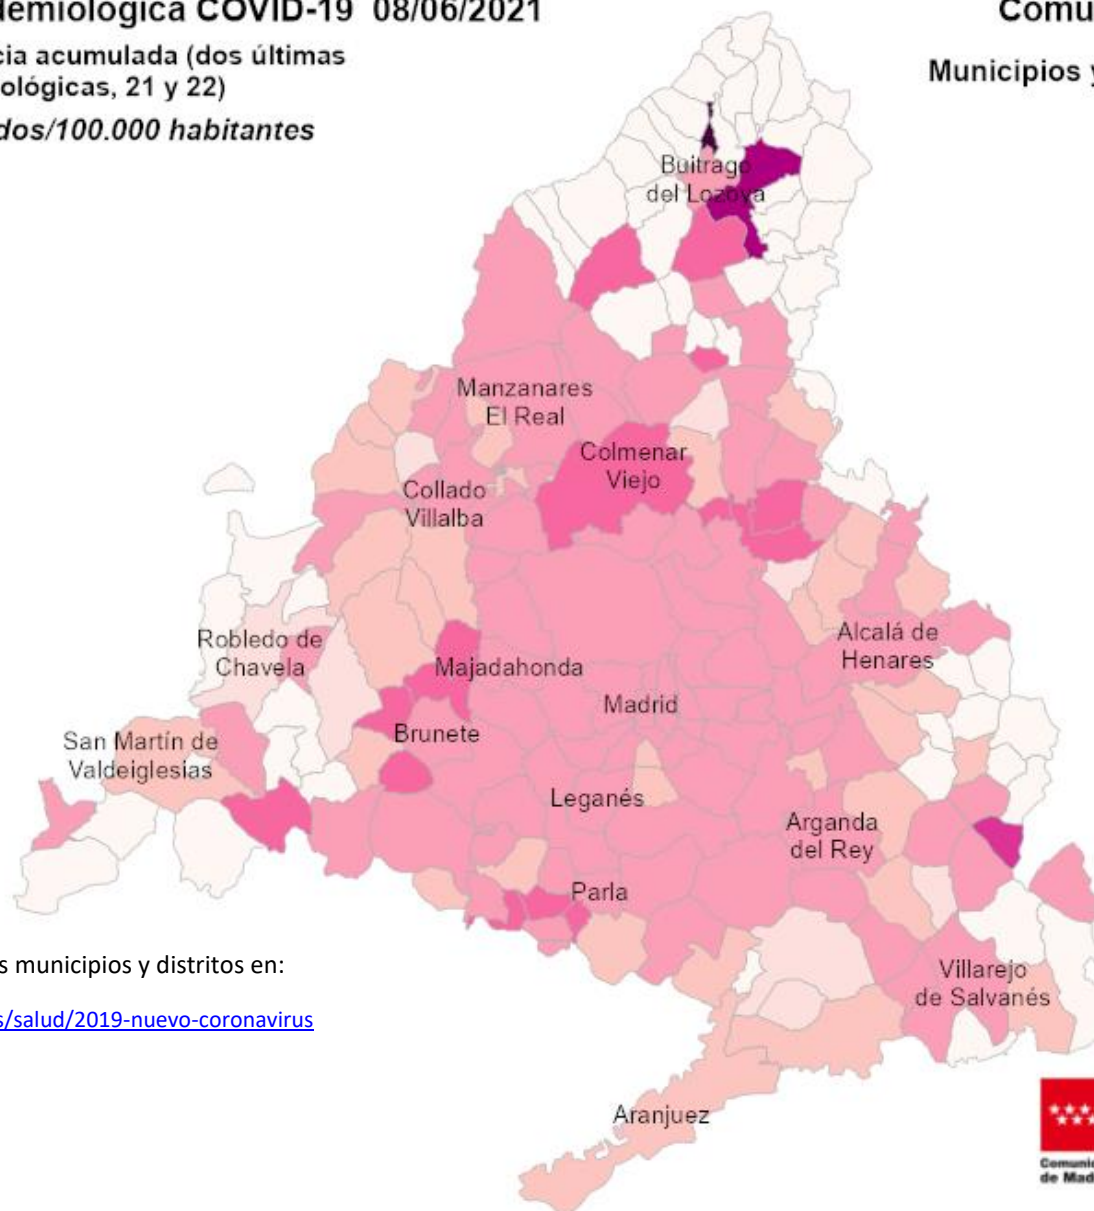 demiológica COVID-19 08/06/2021
cia acumulada (dos últimas
ológicas, 21 y 22)
dos/100.000 habitantes
Comu
Municipios y
Buitrago
del Lozoya
Manzanares
El Real
Colmenar
Viejo
Collado
Villalba
Robledo de
Chavela
Majadahonda
Alcalá de
Henares
Madrid
Brunete
San Martín de
Valdeiglesias
Leganés
Arganda
del Rey
Parla
s municipios y distritos en:
Villarejo
de Salvanés
s/salud/2019-nuevo-coronavirus
Aranjuez
Comunid
de Mad